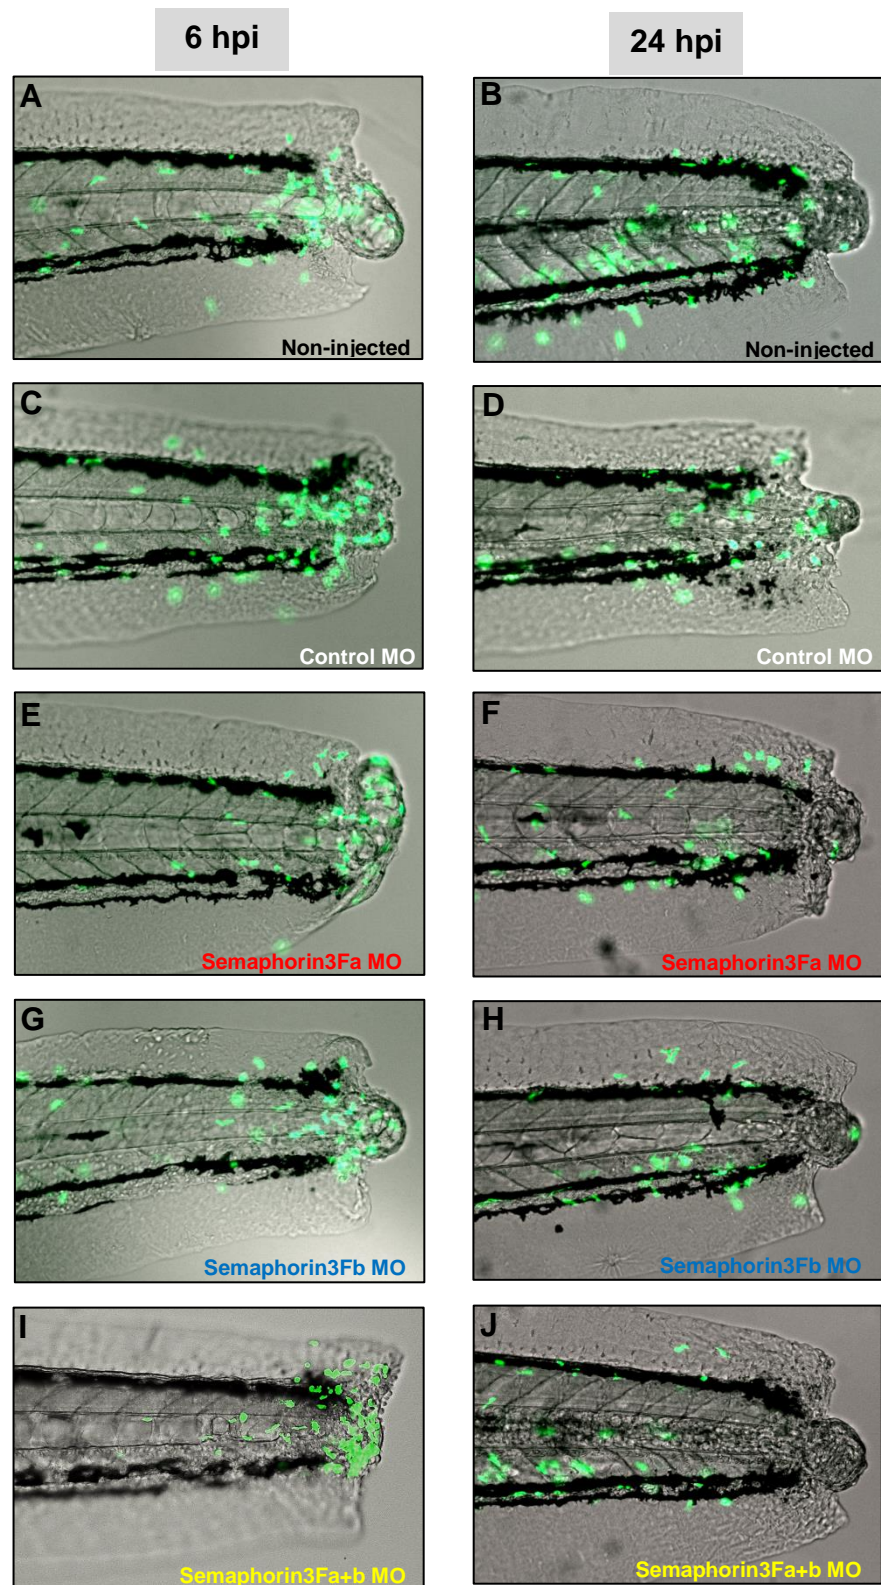 6 hpi
24 hpi
A
B
Non-injected
Non-injected
C
D
Control MO
Control MO
E
F
Semaphorin3Fa MO
Semaphorin3Fa MO
G
H
Semaphorin3Fb MO
Semaphorin3Fb MO
I
J
Semaphorin3Fa+b MO
Semaphorin3Fa+b MO